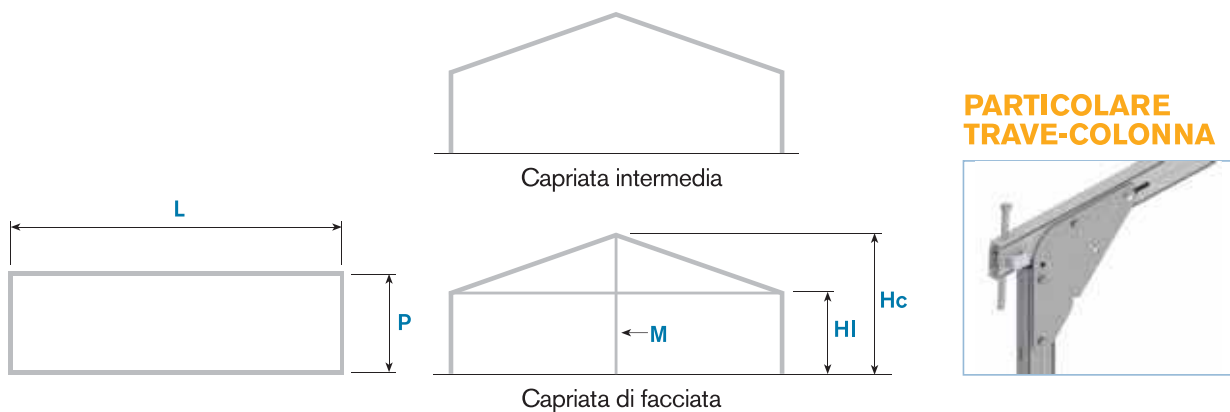 Capriata intermedia
PARTICOLARE
TRAVE-COLONNA
L
P
Hc
Hl
M
Capriata di facciata